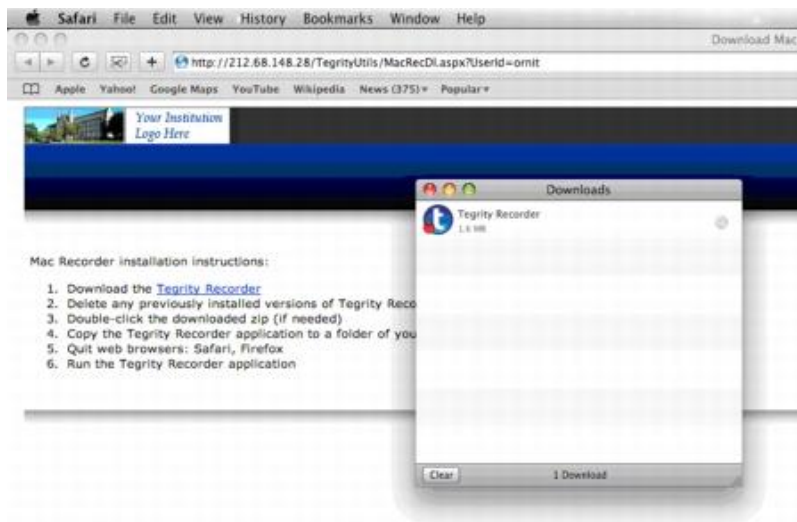 Safari File Edit View History Bookmarks Window Help
Download Mac
http://212.68.148.28/TegrityUtils/MacRecDl.aspx?UserId=ornit
Apple Yahoo! Google Maps YouTube Wikipedia News (375) Popular
Your Institution
Logo Here
Downloads
Tegrity Recorder
1.6 MB
Mac Recorder installation instructions:
1. Download the Tegrity Recorder
2. Delete any previously installed versions of Tegrity Reco
3. Double-click the downloaded zip (if needed)
4. Copy the Tegrity Recorder application to a folder of you
5. Quit web browsers: Safari, Firefox
6. Run the Tegrity Recorder application
Clear 1 Download